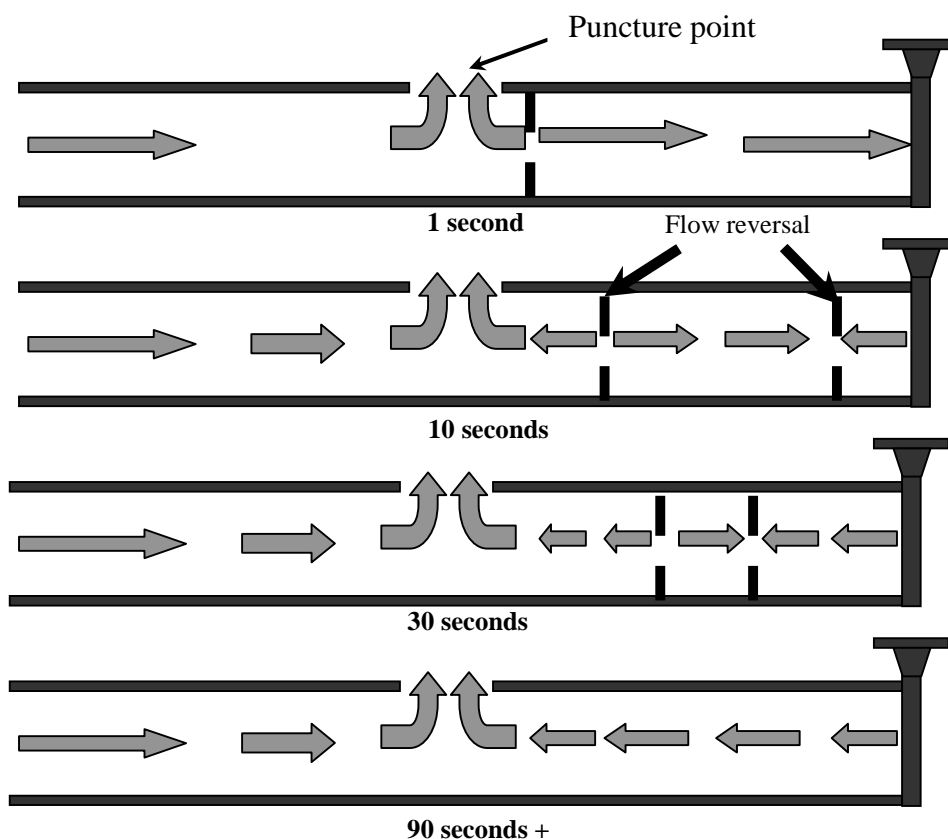 Puncture point
1 second
Flow reversal
10 seconds
30 seconds
90 seconds +